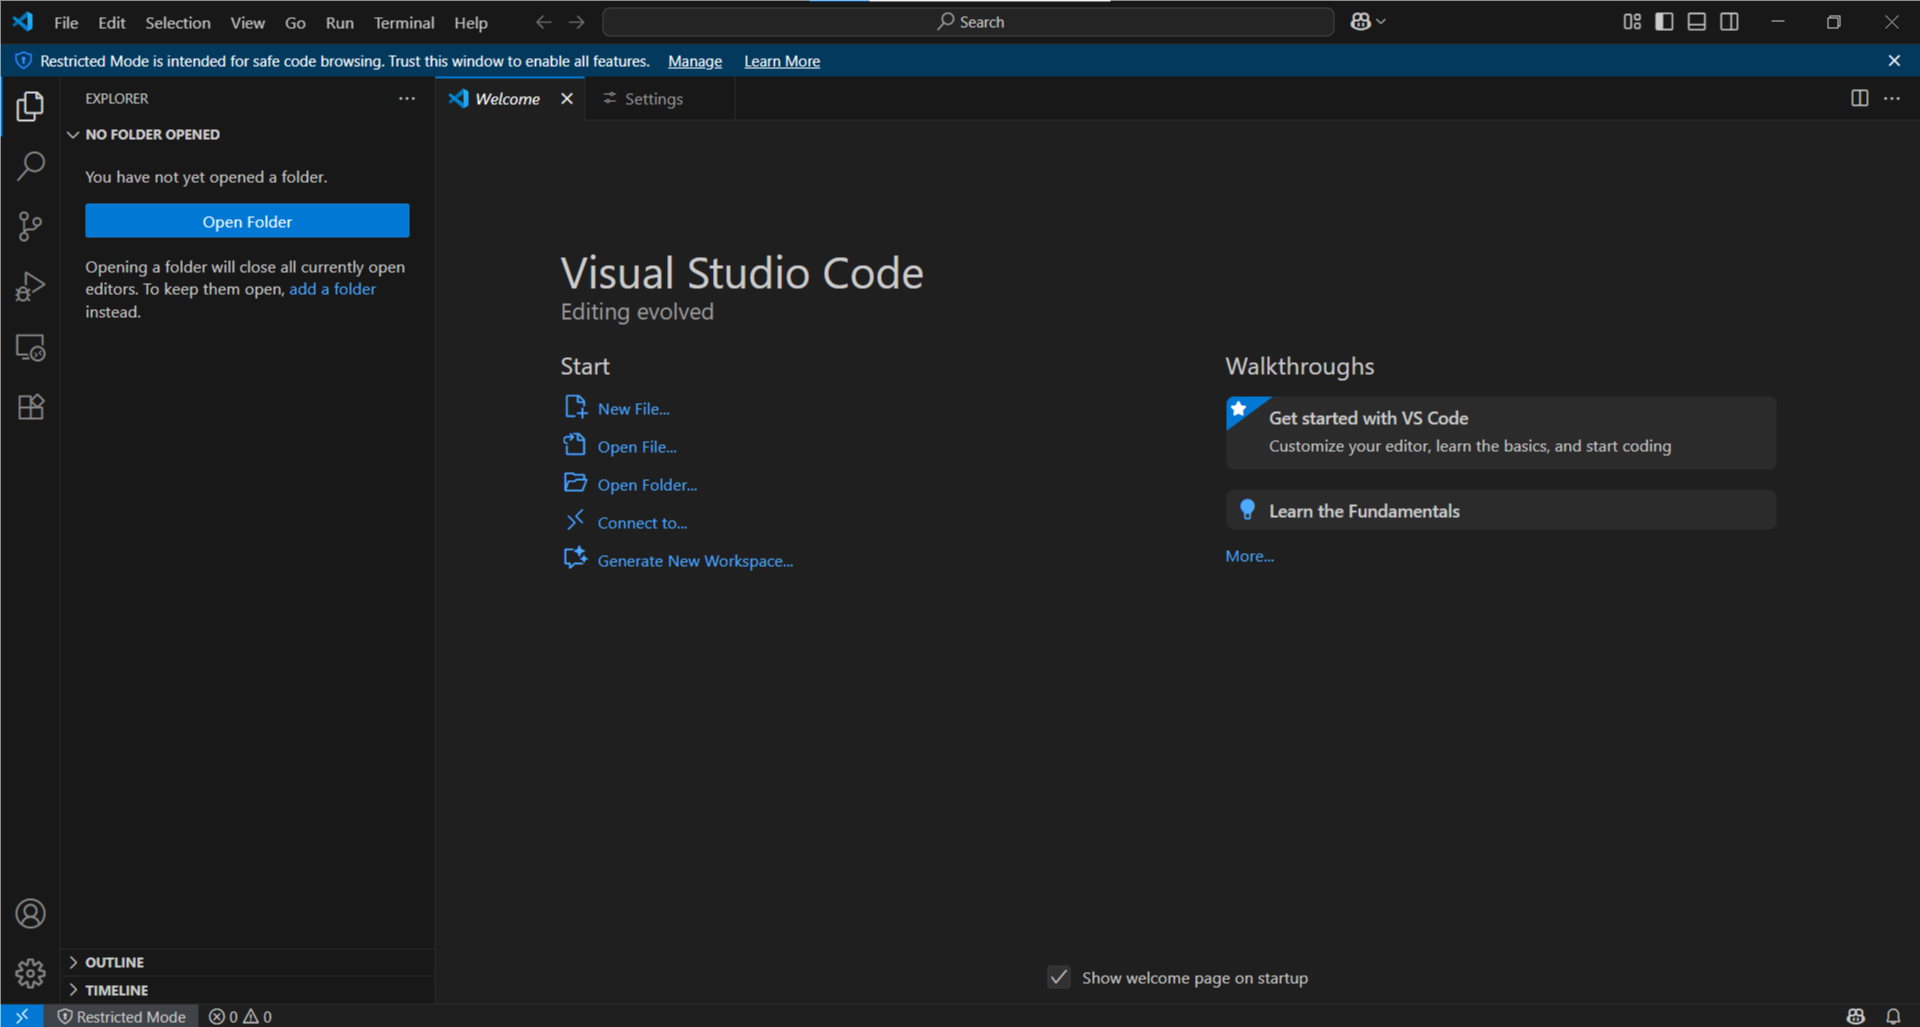 File Edit Selection View Go Run Terminal Help Search
Restricted Mode is intended for safe code browsing. Trust this window to enable all features. Manage Learn More
EXPLORER
Welcome
Settings
NO FOLDER OPENED
You have not yet opened a folder.
Open Folder
Opening a folder will close all currently open
editors. To keep them open, add a folder
instead.
Visual Studio Code
Editing evolved
Start
New File...
Open File...
Open Folder...
Connect to...
Generate New Workspace...
Walkthroughs
Get started with VS Code
Customize your editor, learn the basics, and start coding
Learn the Fundamentals
More...
Show welcome page on startup
OUTLINE
TIMELINE
Restricted Mode 0 0